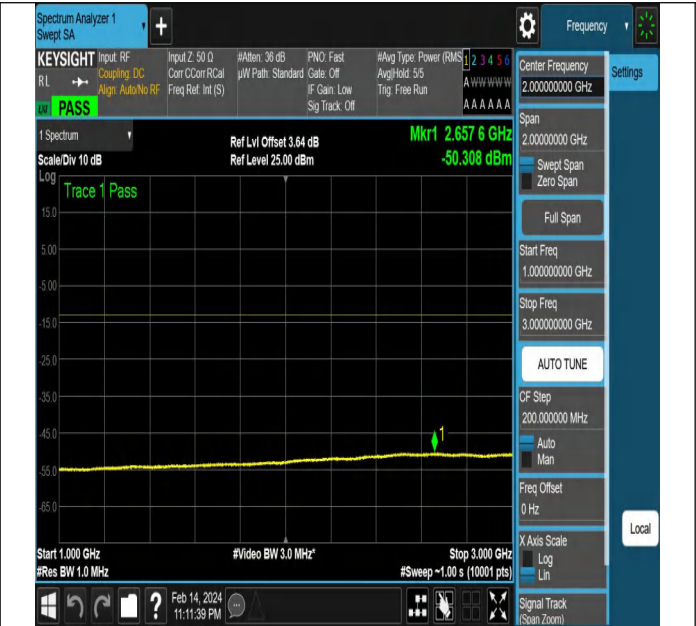 Spectrum Analyzer 1
Swept SA
+
Frequency
KEYSIGHT
RL
PASS
Input: RF
Coupling: DC
Align: Auto/No RF
Input Z: 50 Ω
Corr CCorr RCal
Freq Ref: Int (S)
#Atten: 36 dB
µW Path: Standard
PNO: Fast
Gate: Off
IF Gain: Low
Sig Track: Off
#Avg Type: Power (RMS
Avg|Hold: 5/5
Trig: Free Run
1 2 3 4 5 6
A W W W W W
A A A A A A
1 Spectrum
Scale/Div 10 dB
Ref Lvl Offset 3.64 dB
Ref Level 25.00 dBm
Mkr1 2.657 6 GHz
-50.308 dBm
Log
Trace 1 Pass
15.0
5.00
-5.00
-15.0
-25.0
-35.0
-45.0
-55.0
-65.0
1
Start 1.000 GHz
#Res BW 1.0 MHz
#Video BW 3.0 MHz*
Stop 3.000 GHz
#Sweep ~1.00 s (10001 pts)
Feb 14, 2024
11:11:39 PM
?
Center Frequency
2.000000000 GHz
Settings
Span
2.00000000 GHz
Swept Span
Zero Span
Full Span
Start Freq
1.000000000 GHz
Stop Freq
3.000000000 GHz
AUTO TUNE
CF Step
200.000000 MHz
Auto
Man
Freq Offset
0 Hz
X Axis Scale
Log
Lin
Local
Signal Track
(Span Zoom)